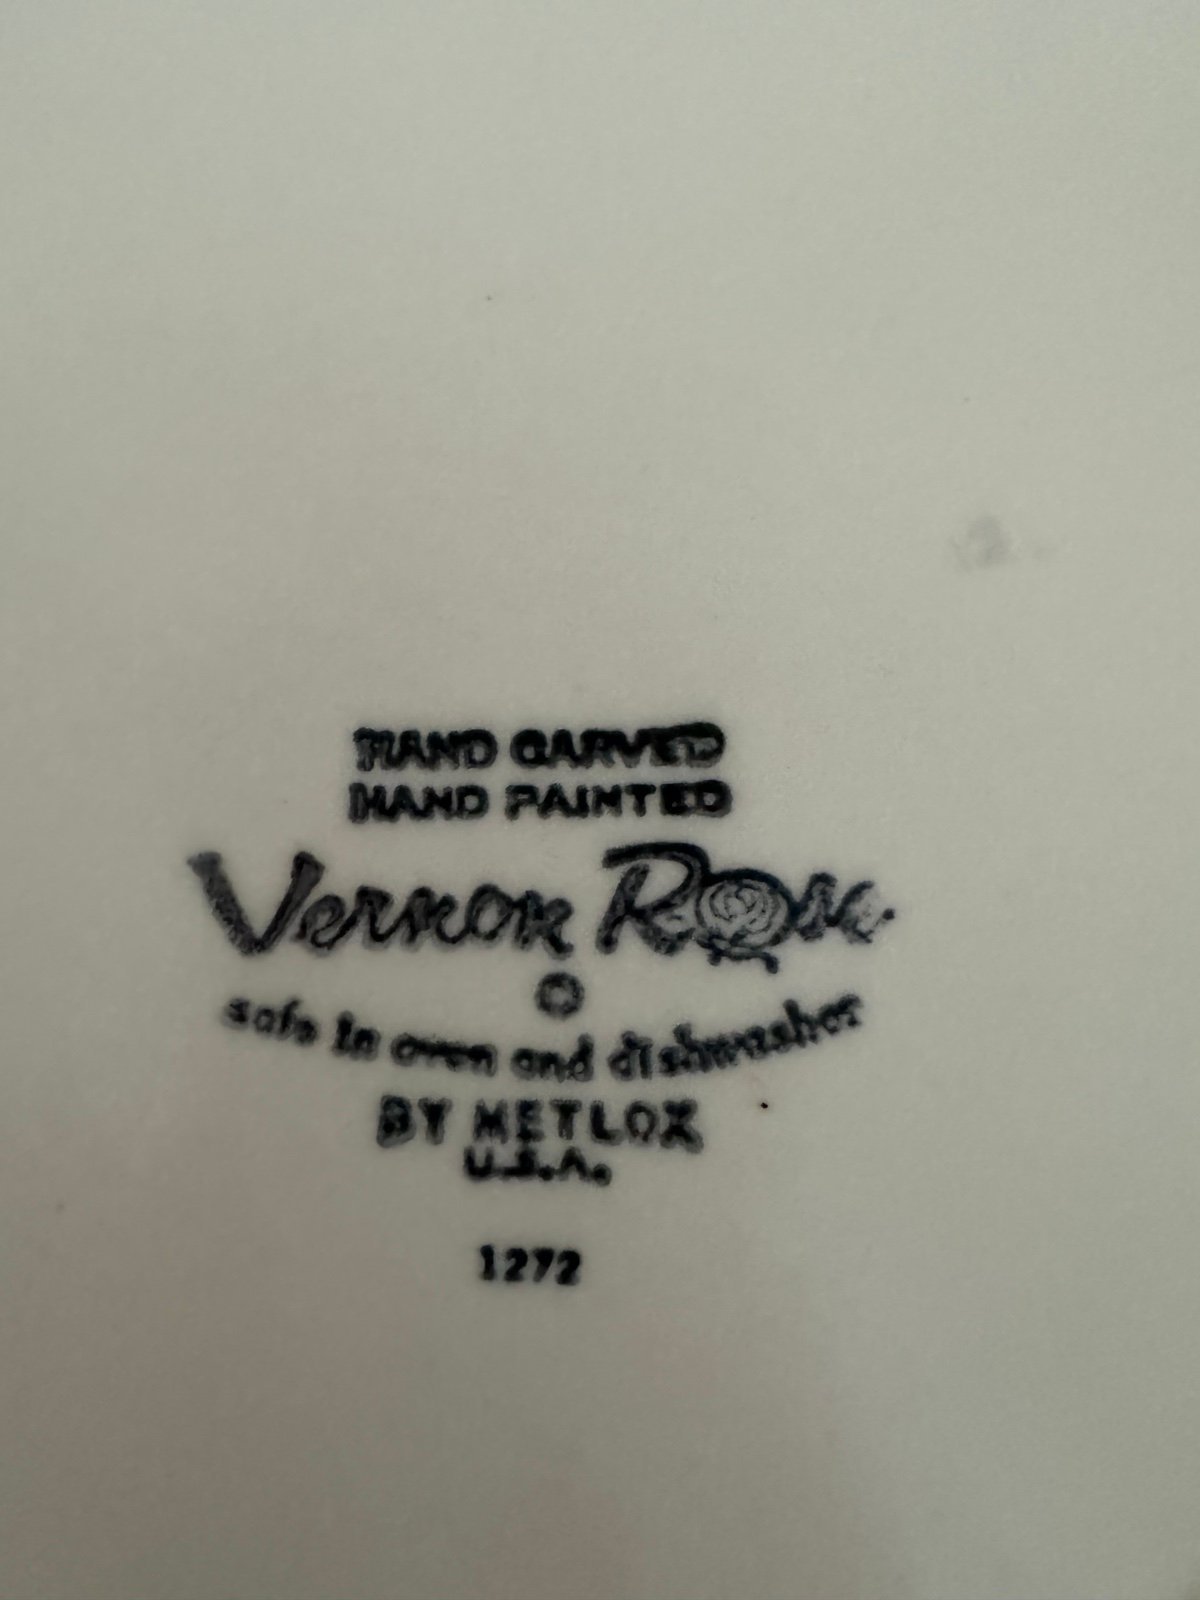 HAND CARVED
HAND PAINTED
Vernon Rose
©
safe in oven and dishwasher
BY METLOX
U.S.A.
1272